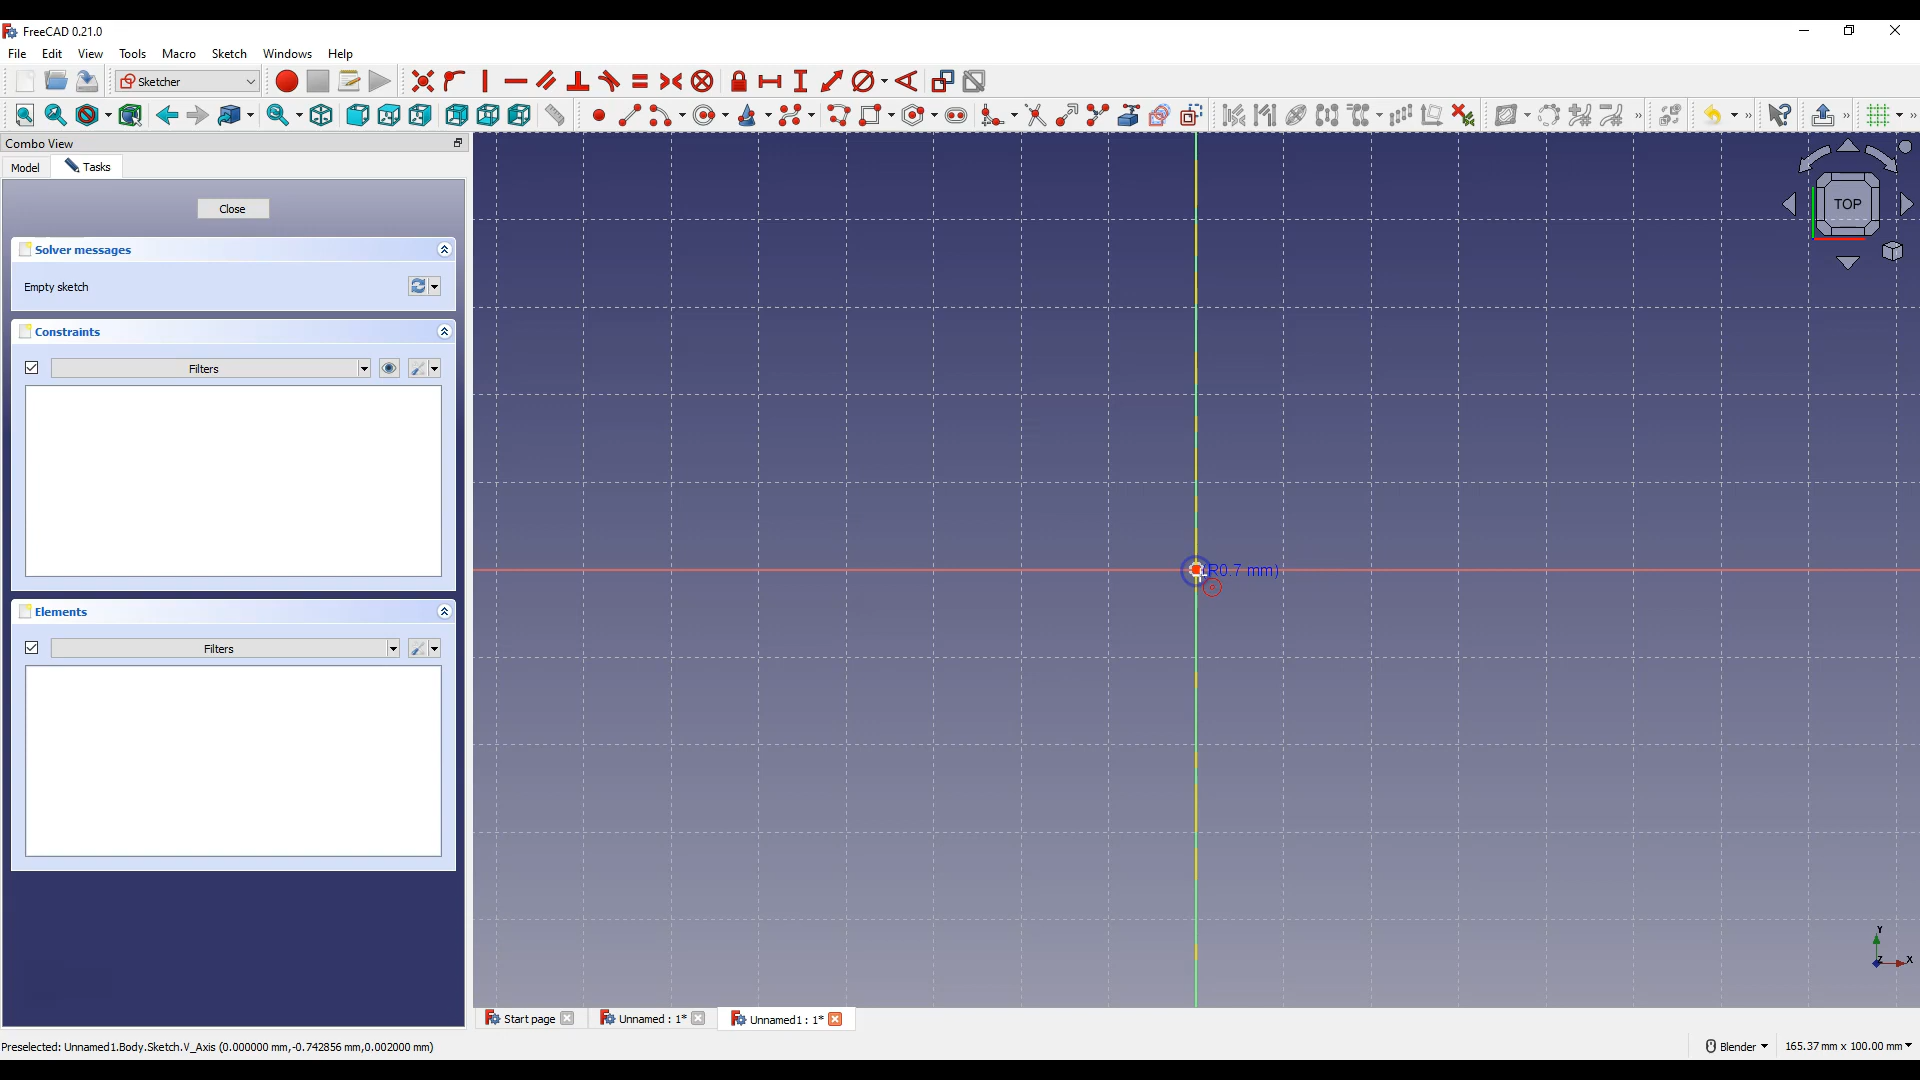 FreeCAD 0.21.0
File Edit View Tools Macro Sketch Windows Help
Sketcher
Combo View
Model Tasks
Close
Solver messages
Empty sketch
Constraints
Filters
Elements
Filters
(R0.7 mm)
TOP
Y
Z X
Start page Unnamed : 1* Unnamed1 : 1*
Preselected: Unnamed1.Body.Sketch.V_Axis (0.000000 mm,-0.742856 mm,0.002000 mm)
Blender 165.37 mm x 100.00 mm